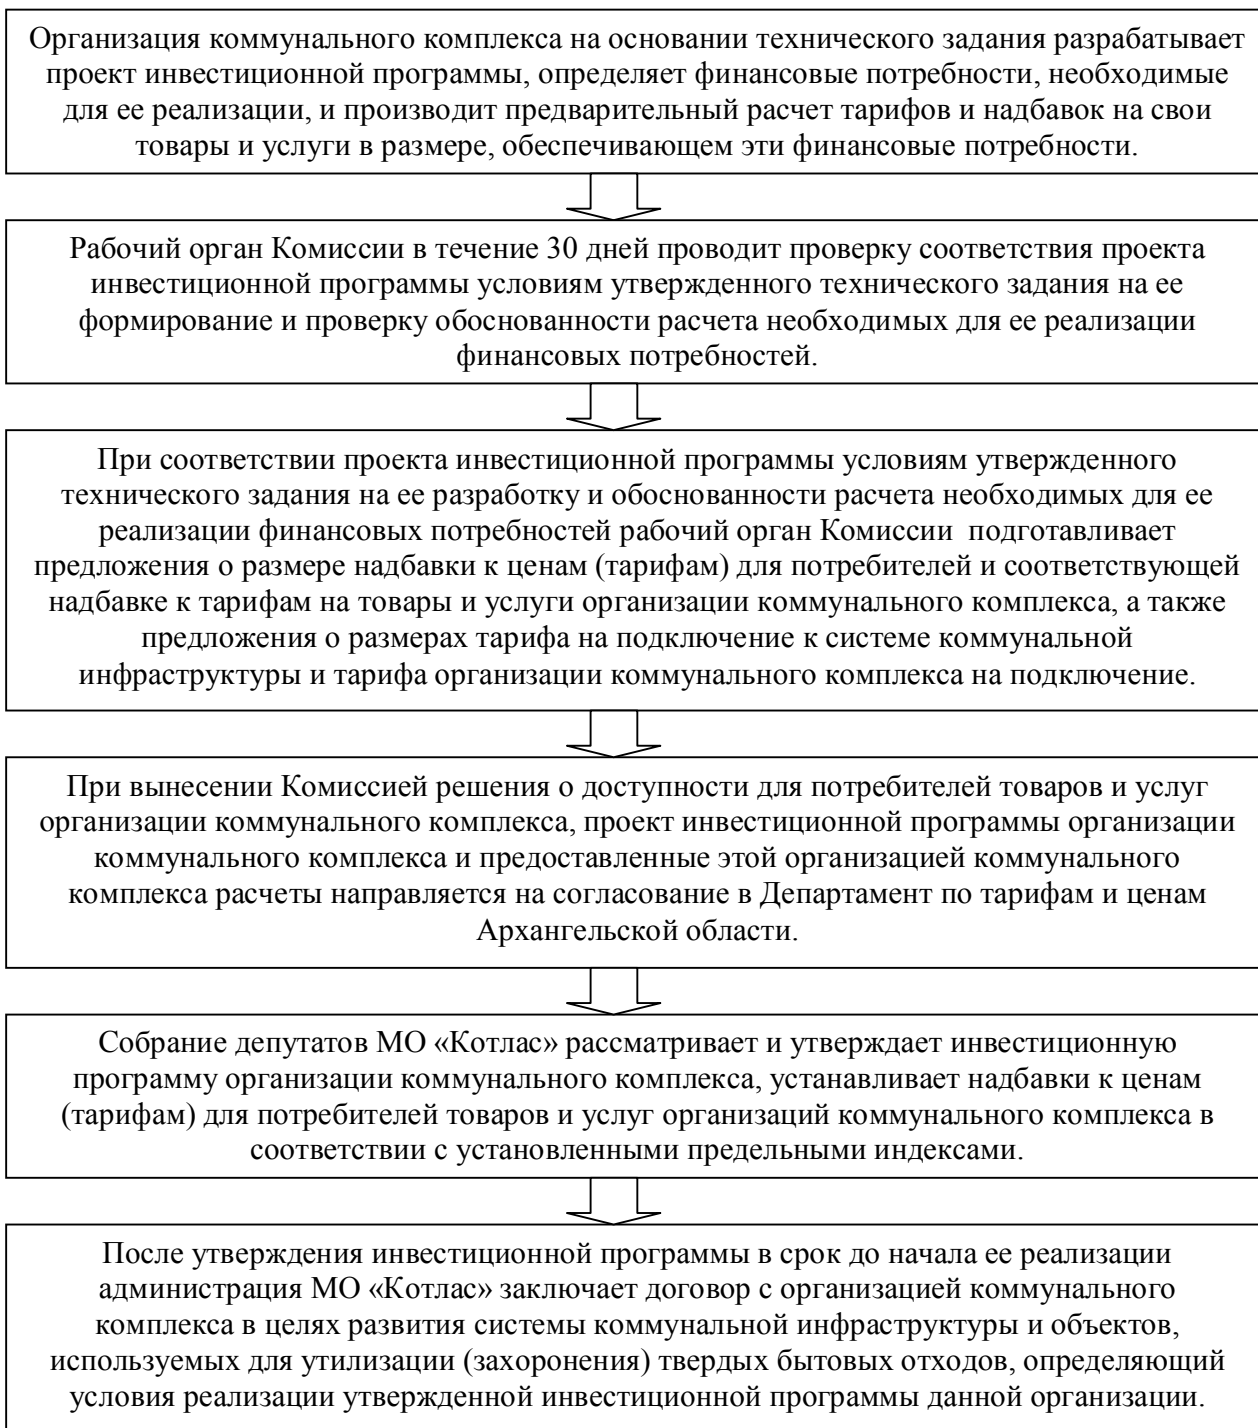 Организация коммунального комплекса на основании технического задания разрабатывает
проект инвестиционной программы, определяет финансовые потребности, необходимые
для ее реализации, и производит предварительный расчет тарифов и надбавок на свои
товары и услуги в размере, обеспечивающем эти финансовые потребности.
Рабочий орган Комиссии в течение 30 дней проводит проверку соответствия проекта
инвестиционной программы условиям утвержденного технического задания на ее
формирование и проверку обоснованности расчета необходимых для ее реализации
финансовых потребностей.
При соответствии проекта инвестиционной программы условиям утвержденного
технического задания на ее разработку и обоснованности расчета необходимых для ее
реализации финансовых потребностей рабочий орган Комиссии подготавливает
предложения о размере надбавки к ценам (тарифам) для потребителей и соответствующей
надбавке к тарифам на товары и услуги организации коммунального комплекса, а также
предложения о размерах тарифа на подключение к системе коммунальной
инфраструктуры и тарифа организации коммунального комплекса на подключение.
При вынесении Комиссией решения о доступности для потребителей товаров и услуг
организации коммунального комплекса, проект инвестиционной программы организации
коммунального комплекса и предоставленные этой организацией коммунального
комплекса расчеты направляется на согласование в Департамент по тарифам и ценам
Архангельской области.
Собрание депутатов МО «Котлас» рассматривает и утверждает инвестиционную
программу организации коммунального комплекса, устанавливает надбавки к ценам
(тарифам) для потребителей товаров и услуг организаций коммунального комплекса в
соответствии с установленными предельными индексами.
После утверждения инвестиционной программы в срок до начала ее реализации
администрация МО «Котлас» заключает договор с организацией коммунального
комплекса в целях развития системы коммунальной инфраструктуры и объектов,
используемых для утилизации (захоронения) твердых бытовых отходов, определяющий
условия реализации утвержденной инвестиционной программы данной организации.